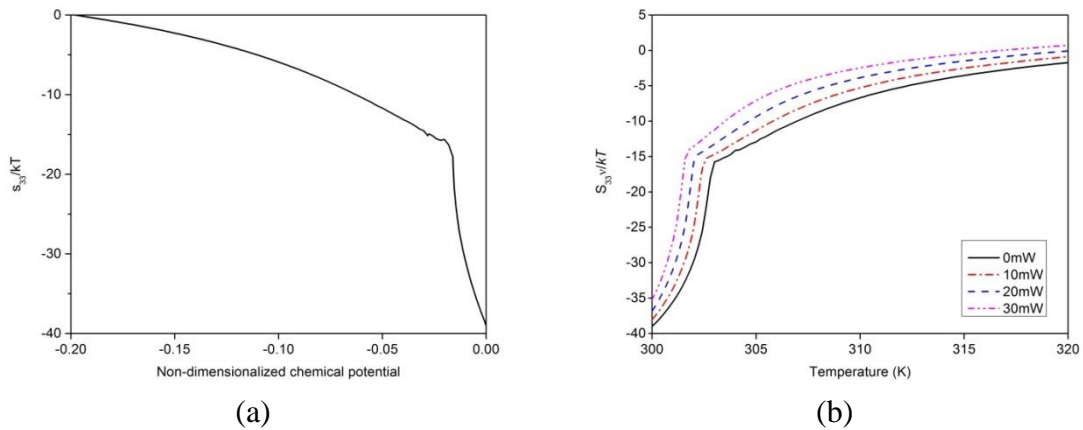 0
-10
-20
-30
-40
s33/kT
-0.20
-0.15
-0.10
-0.05
0.00
Non-dimensionalized chemical potential
(a)
5
0
-5
-10
-15
-20
-25
-30
-35
-40
S33v/kT
300
305
310
315
320
Temperature (K)
0mW
10mW
20mW
30mW
(b)